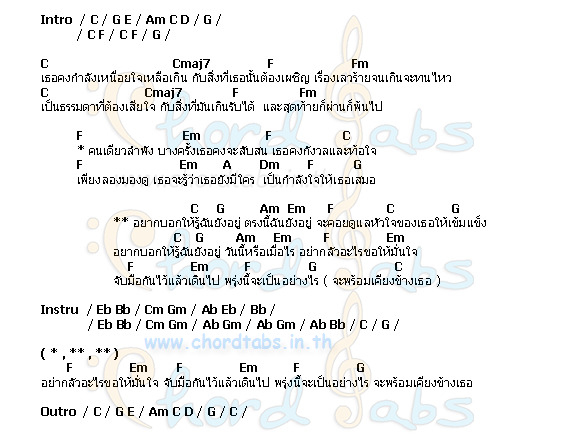 Intro / C / G E / Am C D / G /
/ C F / C F / G /
C Cmaj7 F Fm
เธอคงกำลังเหนื่อยใจเหลือเกิน กับสิ่งที่เธอนั้นต้องเผชิญ เรื่องเลวร้ายจนเกินจะทนไหว
C Cmaj7 F Fm
เป็นธรรมดาที่ต้องเสียใจ กับสิ่งที่มันเกินรับได้ และสุดท้ายก็ผ่านก็พ้นไป
F Em F C
* คนเดียวลำพัง บางครั้งเธอคงจะสับสน เธอคงกังวลและท้อใจ
F Em A Dm F G
เพียงลองมองดู เธอจะรู้ว่าเธอยังมีใคร เป็นกำลังใจให้เธอเสมอ
C G Am Em F C G
** อยากบอกให้รู้ฉันยังอยู่ ตรงนี้ฉันยังอยู่ จะคอยดูแลหัวใจของเธอให้เข้มแข็ง
C G Am Em F Em
อยากบอกให้รู้ฉันยังอยู่ วันนี้หรือเมื่อไร อย่ากลัวอะไรขอให้มั่นใจ
F Em F G C
จับมือกันไว้แล้วเดินไป พรุ่งนี้จะเป็นอย่างไร ( จะพร้อมเคียงข้างเธอ )
Instru / Eb Bb / Cm Gm / Ab Eb / Bb /
/ Eb Bb / Cm Gm / Ab Gm / Ab Gm / Ab Bb / C / G /
www.chordtabs.in.th
( * , ** , ** )
F Em F Em F G
อย่ากลัวอะไรขอให้มั่นใจ จับมือกันไว้แล้วเดินไป พรุ่งนี้จะเป็นอย่างไร จะพร้อมเคียงข้างเธอ
Outro / C / G E / Am C D / G / C /
Chord Tabs
Chord Tabs